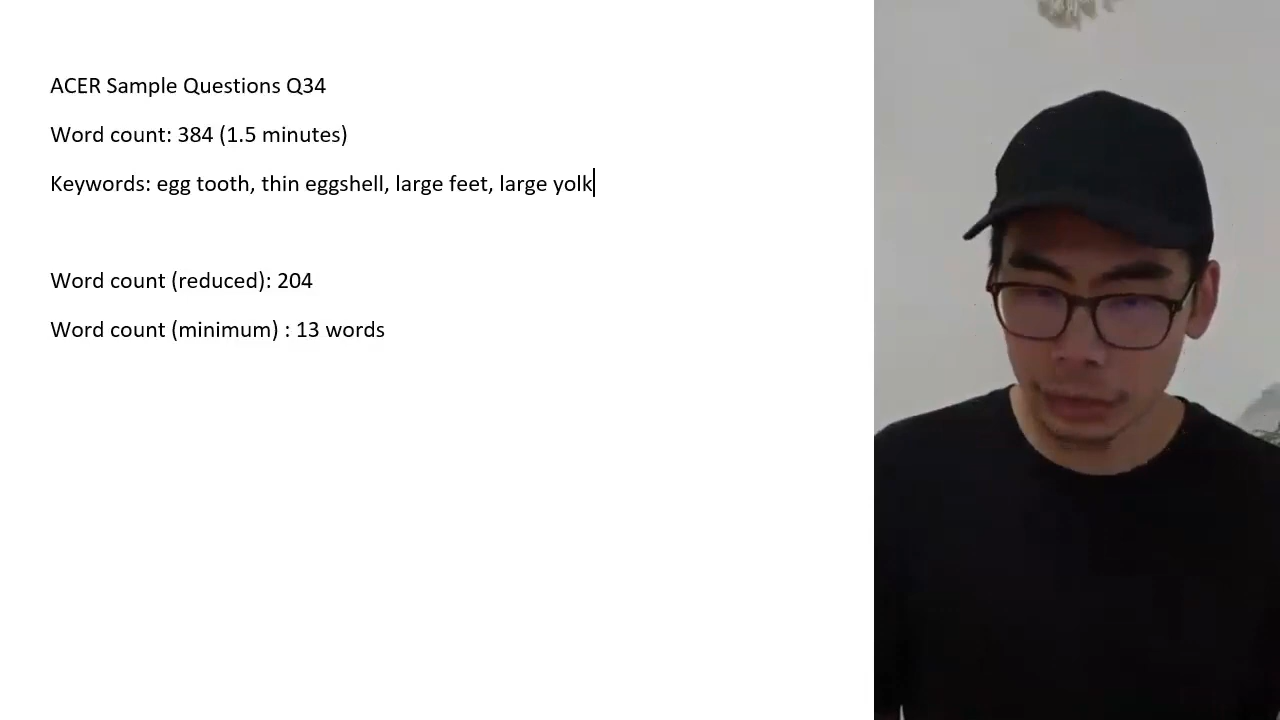 ACER Sample Questions Q34
Word count: 384 (1.5 minutes)
Keywords: egg tooth, thin eggshell, large feet, large yolk
Word count (reduced): 204
Word count (minimum) : 13 words